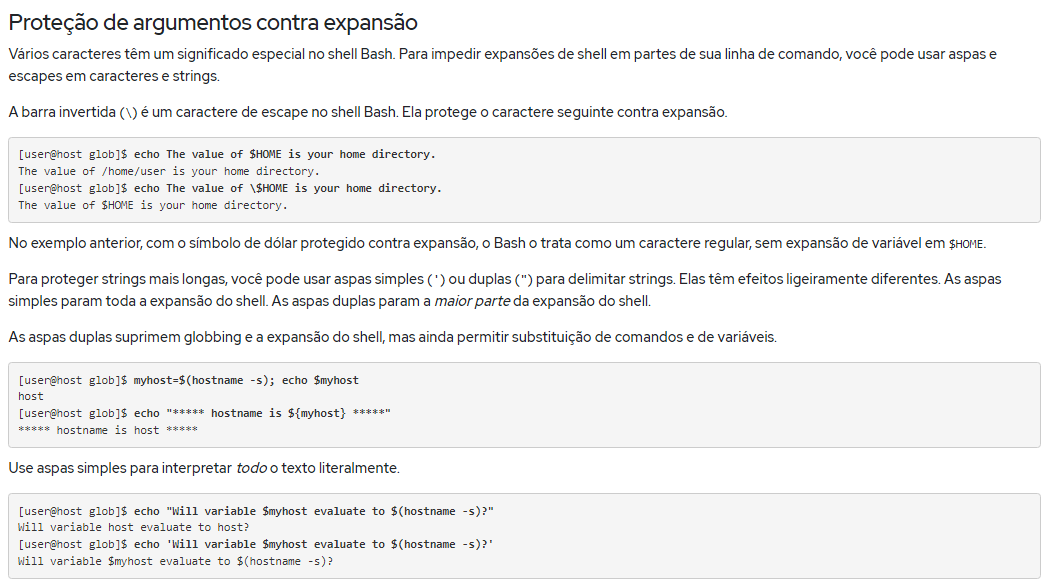 Proteção de argumentos contra expansão
Vários caracteres têm um significado especial no shell Bash. Para impedir expansões de shell em partes de sua linha de comando, você pode usar aspas e
escapes em caracteres e strings.
A barra invertida (\) é um caractere de escape no shell Bash. Ela protege o caractere seguinte contra expansão.
[user@host glob]$ echo The value of $HOME is your home directory.
The value of /home/user is your home directory.
[user@host glob]$ echo The value of \$HOME is your home directory.
The value of $HOME is your home directory.
No exemplo anterior, com o símbolo de dólar protegido contra expansão, o Bash o trata como um caractere regular, sem expansão de variável em $HOME.
Para proteger strings mais longas, você pode usar aspas simples (') ou duplas (") para delimitar strings. Elas têm efeitos ligeiramente diferentes. As aspas
simples param toda a expansão do shell. As aspas duplas param a maior parte da expansão do shell.
As aspas duplas suprimem globbing e a expansão do shell, mas ainda permitir substituição de comandos e de variáveis.
[user@host glob]$ myhost=$(hostname -s); echo $myhost
host
[user@host glob]$ echo "***** hostname is ${myhost} *****"
***** hostname is host *****
Use aspas simples para interpretar todo o texto literalmente.
[user@host glob]$ echo "Will variable $myhost evaluate to $(hostname -s)?"
Will variable host evaluate to host?
[user@host glob]$ echo 'Will variable $myhost evaluate to $(hostname -s)?'
Will variable $myhost evaluate to $(hostname -s)?